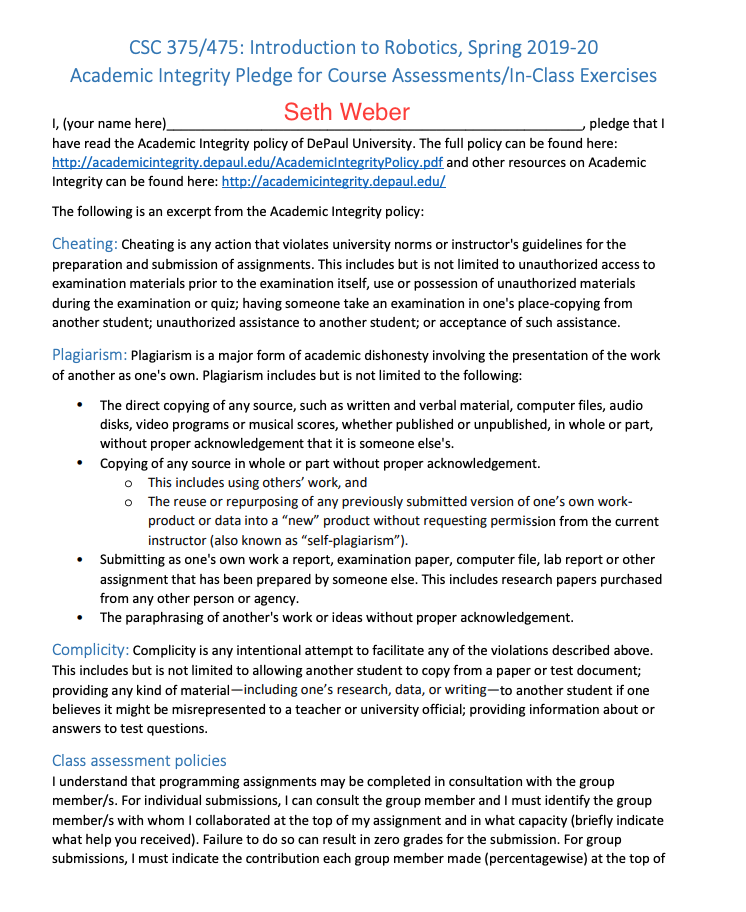 CSC 375/475: Introduction to Robotics, Spring 2019-20
Academic Integrity Pledge for Course Assessments/In-Class Exercises
Seth Weber
I, (your name here)____________________________________________________________, pledge that I
have read the Academic Integrity policy of DePaul University. The full policy can be found here:
http://academicintegrity.depaul.edu/AcademicIntegrityPolicy.pdf and other resources on Academic
Integrity can be found here: http://academicintegrity.depaul.edu/
The following is an excerpt from the Academic Integrity policy:
Cheating: Cheating is any action that violates university norms or instructor's guidelines for the
preparation and submission of assignments. This includes but is not limited to unauthorized access to
examination materials prior to the examination itself, use or possession of unauthorized materials
during the examination or quiz; having someone take an examination in one's place-copying from
another student; unauthorized assistance to another student; or acceptance of such assistance.
Plagiarism: Plagiarism is a major form of academic dishonesty involving the presentation of the work
of another as one's own. Plagiarism includes but is not limited to the following:
• The direct copying of any source, such as written and verbal material, computer files, audio
disks, video programs or musical scores, whether published or unpublished, in whole or part,
without proper acknowledgement that it is someone else's.
• Copying of any source in whole or part without proper acknowledgement.
o This includes using others’ work, and
o The reuse or repurposing of any previously submitted version of one’s own work-
product or data into a “new” product without requesting permission from the current
instructor (also known as “self-plagiarism”).
• Submitting as one's own work a report, examination paper, computer file, lab report or other
assignment that has been prepared by someone else. This includes research papers purchased
from any other person or agency.
• The paraphrasing of another's work or ideas without proper acknowledgement.
Complicity: Complicity is any intentional attempt to facilitate any of the violations described above.
This includes but is not limited to allowing another student to copy from a paper or test document;
providing any kind of material—including one’s research, data, or writing—to another student if one
believes it might be misrepresented to a teacher or university official; providing information about or
answers to test questions.
Class assessment policies
I understand that programming assignments may be completed in consultation with the group
member/s. For individual submissions, I can consult the group member and I must identify the group
member/s with whom I collaborated at the top of my assignment and in what capacity (briefly indicate
what help you received). Failure to do so can result in zero grades for the submission. For group
submissions, I must indicate the contribution each group member made (percentagewise) at the top of